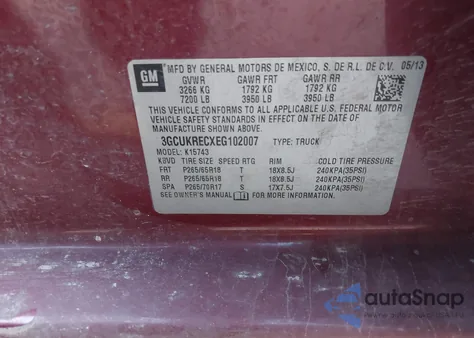 GM
MFD BY GENERAL MOTORS DE MEXICO, S. DE R.L. DE C.V. 05/13
GVWR GAWR FRT GAWR RR
3266 KG 1792 KG 1792 KG
7200 LB 3950 LB 3950 LB
THIS VEHICLE CONFORMS TO ALL APPLICABLE U.S. FEDERAL MOTOR
VEHICLE SAFETY STANDARDS IN EFFECT ON THE DATE OF
MANUFACTURE SHOWN ABOVE.
3GCUKRECXEG102007 TYPE: TRUCK
MODEL: K15743
TIRE SIZE SPEED RTG RIM COLD TIRE PRESSURE
FRT P265/65R18 T 18X8.5J 240KPA(35PSI)
RR P265/65R18 T 18X8.5J 240KPA(35PSI)
SPA P265/70R17 S 17X7.5J 240KPA(35PSI)
SEE OWNER'S MANUAL FOR MORE INFORMATION.
autoSnap